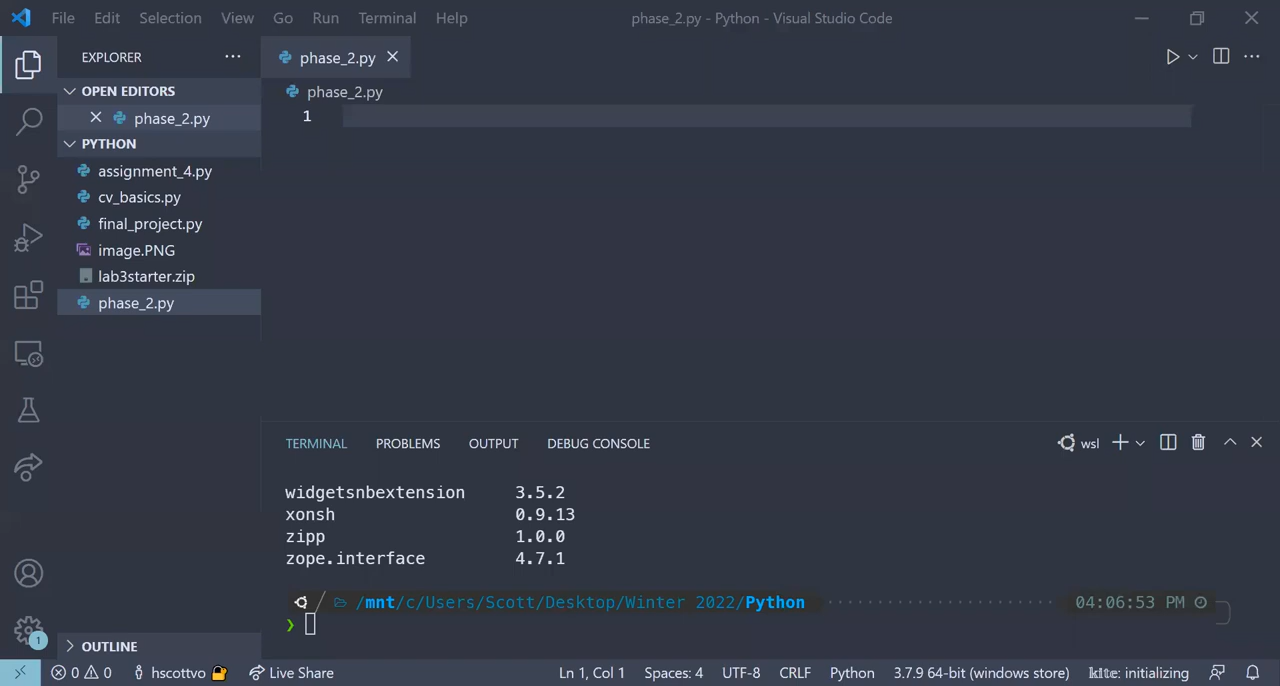 File Edit Selection View Go Run Terminal Help phase_2.py - Python - Visual Studio Code
EXPLORER
phase_2.py
OPEN EDITORS
phase_2.py
PYTHON
assignment_4.py
cv_basics.py
final_project.py
image.PNG
lab3starter.zip
phase_2.py
OUTLINE
phase_2.py
1
TERMINAL PROBLEMS OUTPUT DEBUG CONSOLE wsl
widgetsnbextension 3.5.2
xonsh 0.9.13
zipp 1.0.0
zope.interface 4.7.1
/mnt/c/Users/Scott/Desktop/Winter 2022/Python 04:06:53 PM
❯
1
0 0 hscottvo Live Share Ln 1, Col 1 Spaces: 4 UTF-8 CRLF Python 3.7.9 64-bit (windows store) kite: initializing